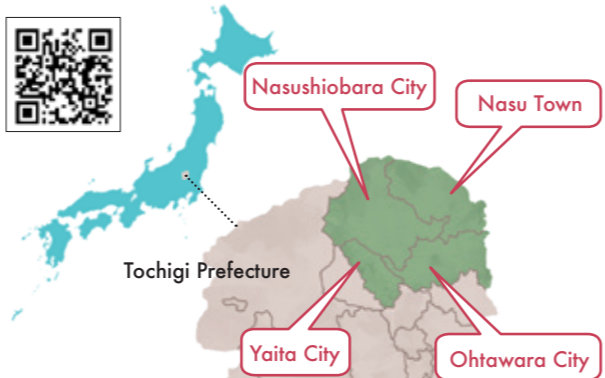 Nasushiobara City
Nasu Town
Tochigi Prefecture
Yaita City
Ohtawara City